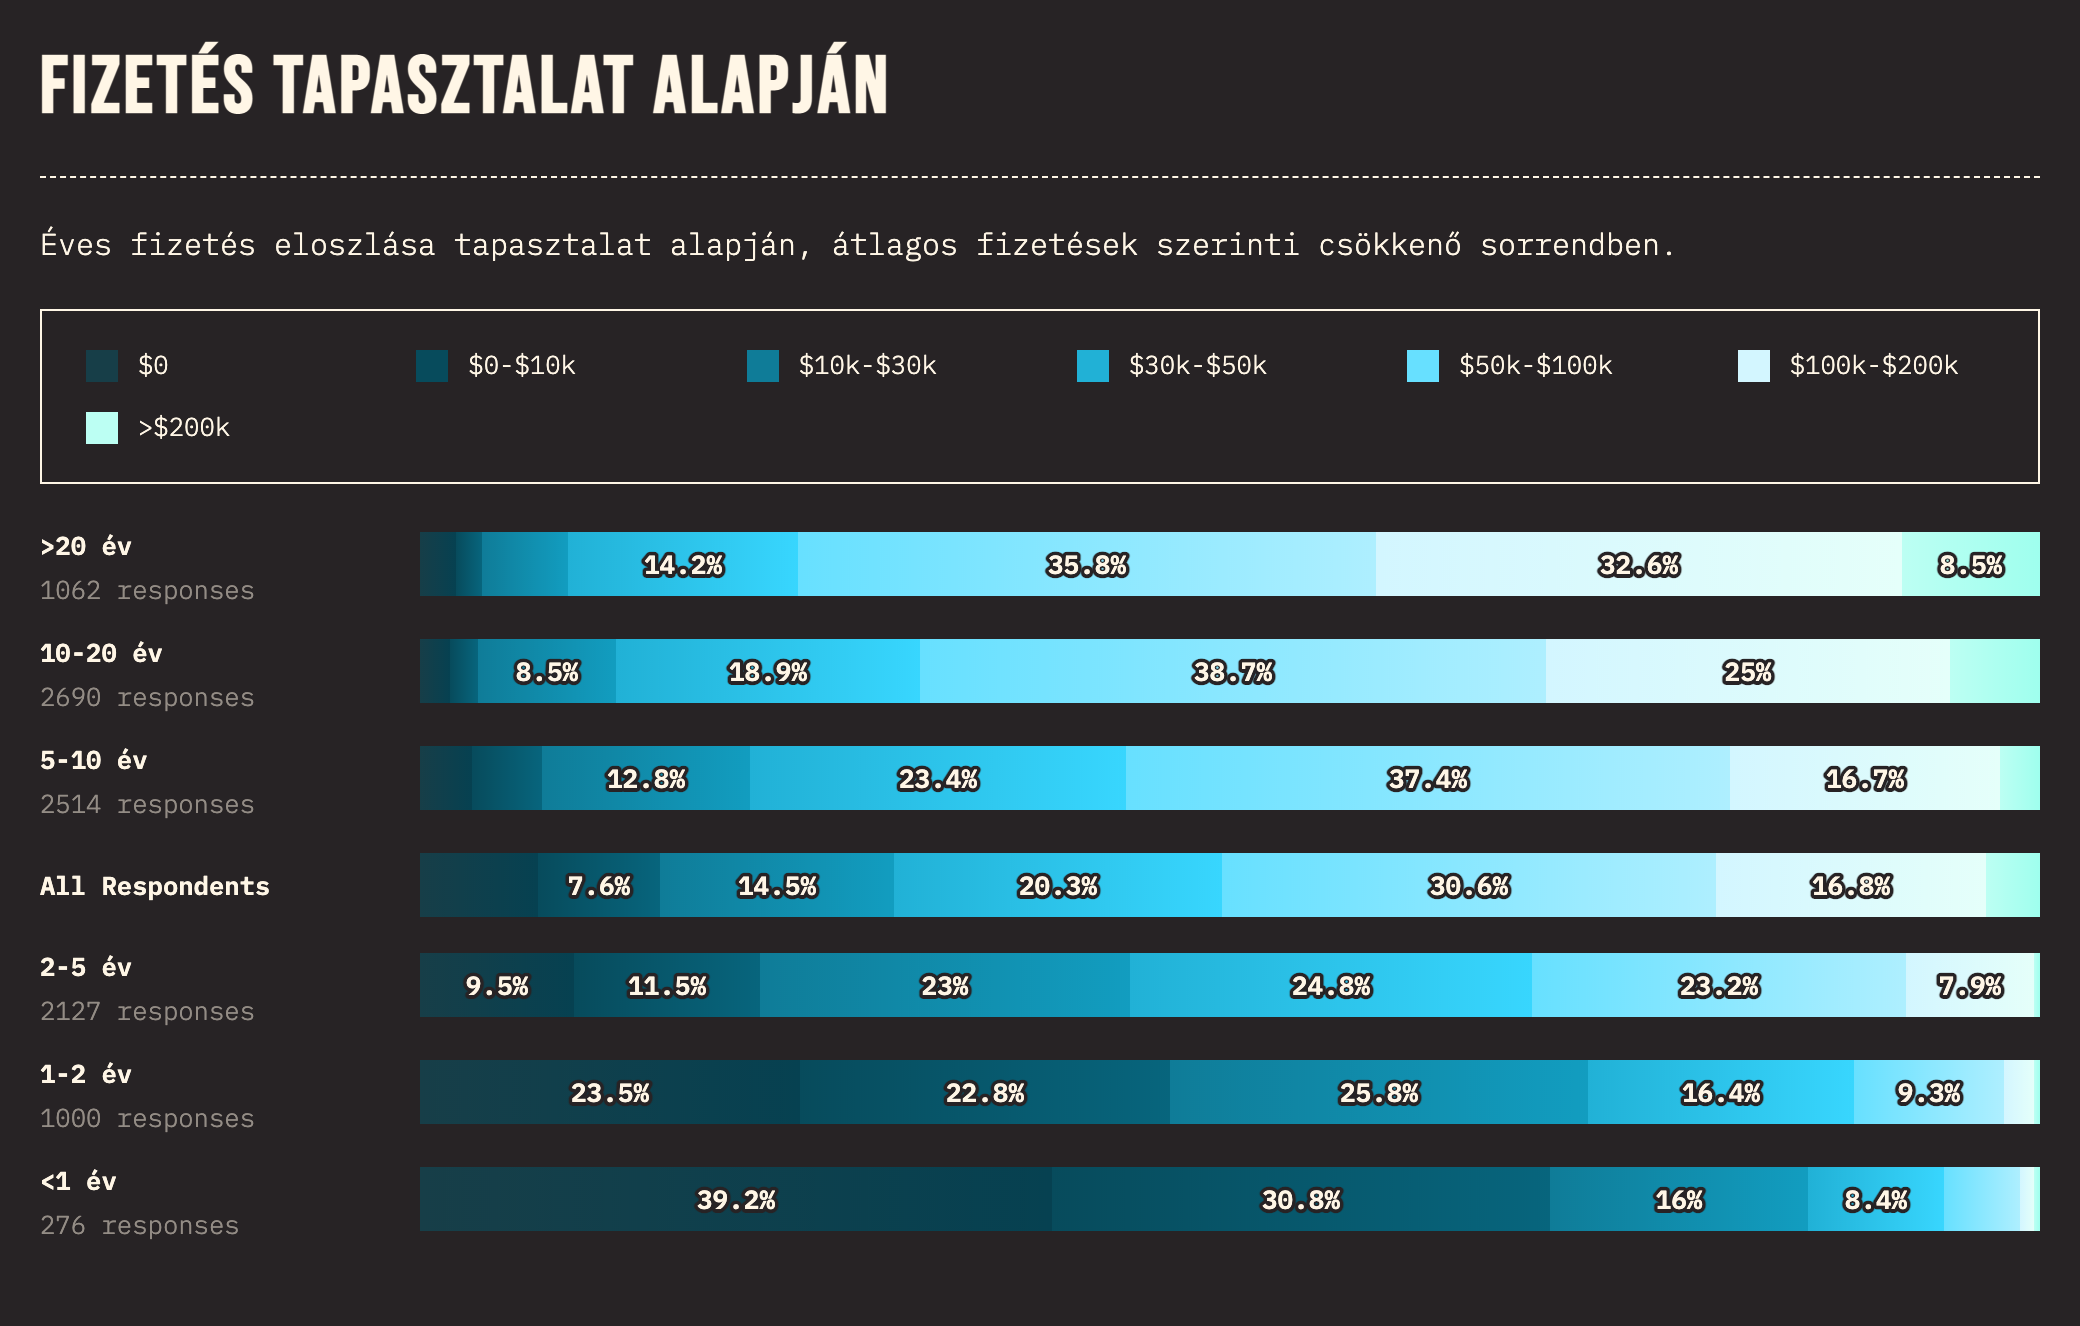 FIZETÉS TAPASZTALAT ALAPJÁN
Éves fizetés eloszlása tapasztalat alapján, átlagos fizetések szerinti csökkenő sorrendben.
$0 $0-$10k $10k-$30k $30k-$50k $50k-$100k $100k-$200k
>$200k
>20 év
1062 responses
14.2% 35.8% 32.6% 8.5%
10-20 év
2690 responses
8.5% 18.9% 38.7% 25%
5-10 év
2514 responses
12.8% 23.4% 37.4% 16.7%
All Respondents
7.6% 14.5% 20.3% 30.6% 16.8%
2-5 év
2127 responses
9.5% 11.5% 23% 24.8% 23.2% 7.9%
1-2 év
1000 responses
23.5% 22.8% 25.8% 16.4% 9.3%
<1 év
276 responses
39.2% 30.8% 16% 8.4%